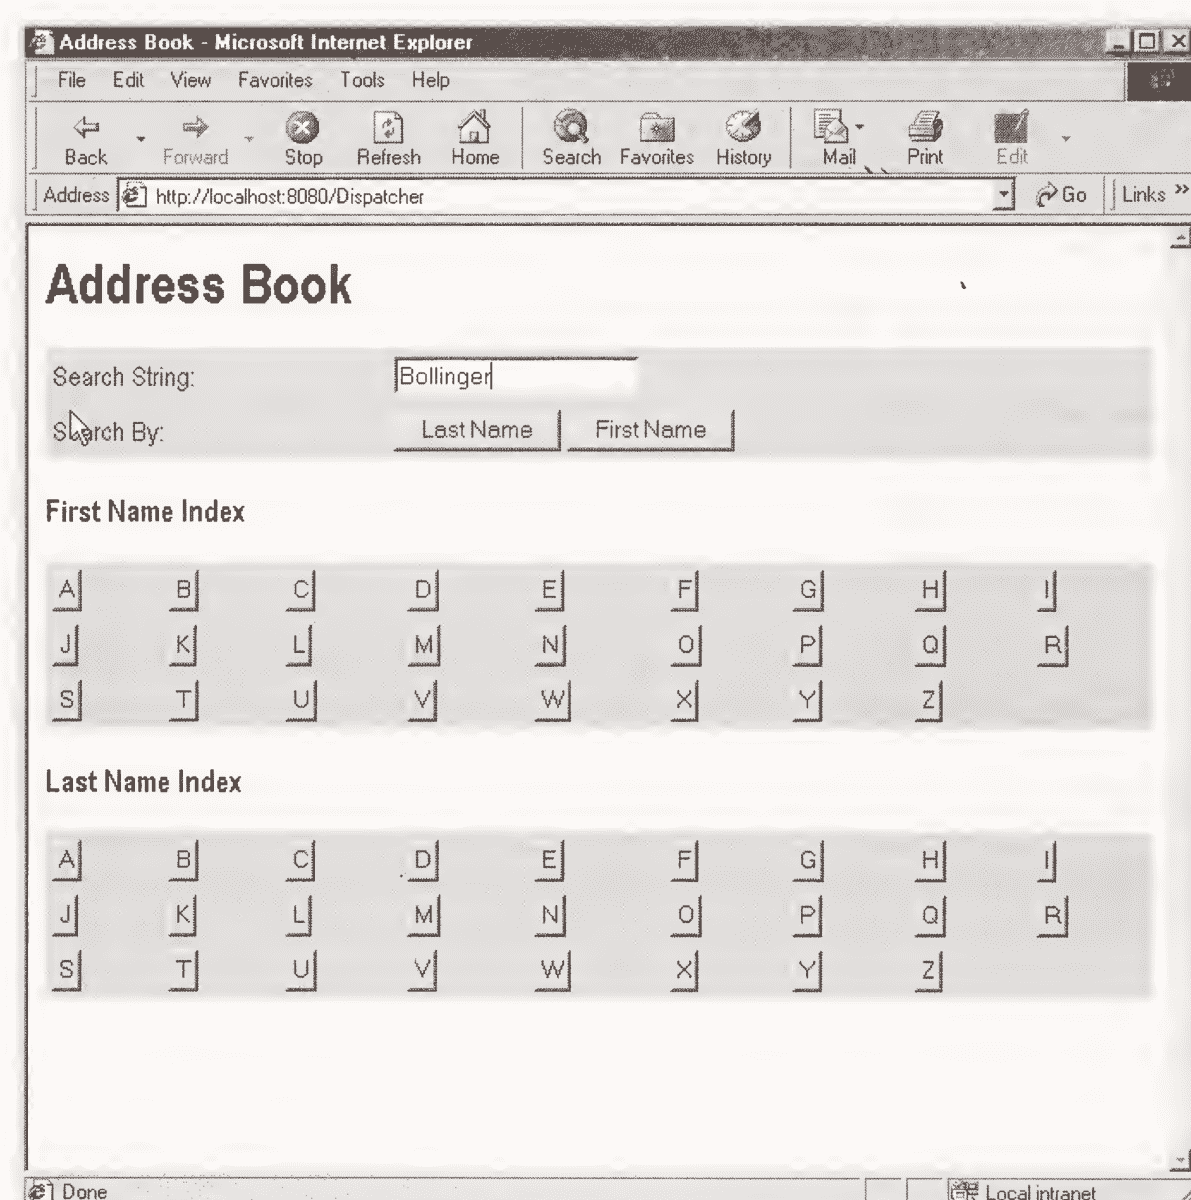 Address Book - Microsoft Internet Explorer
File Edit View Favorites Tools Help
Back Forward Stop Refresh Home Search Favorites History Mail Print Edit
Address http://localhost:8080/Dispatcher Go Links »
Address Book
Search String: Bollinger
Search By: Last Name First Name
First Name Index
A B C D E F G H I
J K L M N O P Q R
S T U V W X Y Z
Last Name Index
A B C D E F G H I
J K L M N O P Q R
S T U V W X Y Z
Done Local intranet